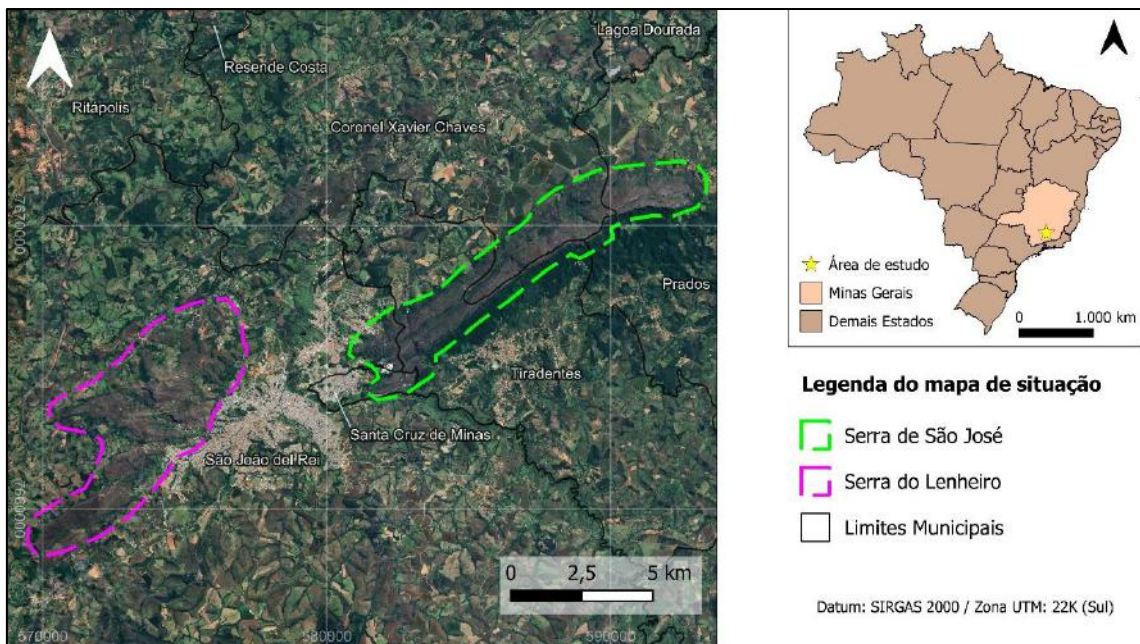 Lagoa Dourada
Resende Costa
Ritápolis
Coronel Xavier Chaves
7670000
Prados
Tiradentes
Santa Cruz de Minas
São João del Rei
7660000
0 2,5 5 km
570000 580000 590000
Área de estudo
Minas Gerais
Demais Estados
0 1.000 km
Legenda do mapa de situação
Serra de São José
Serra do Lenheiro
Limites Municipais
Datum: SIRGAS 2000 / Zona UTM: 22K (Sul)